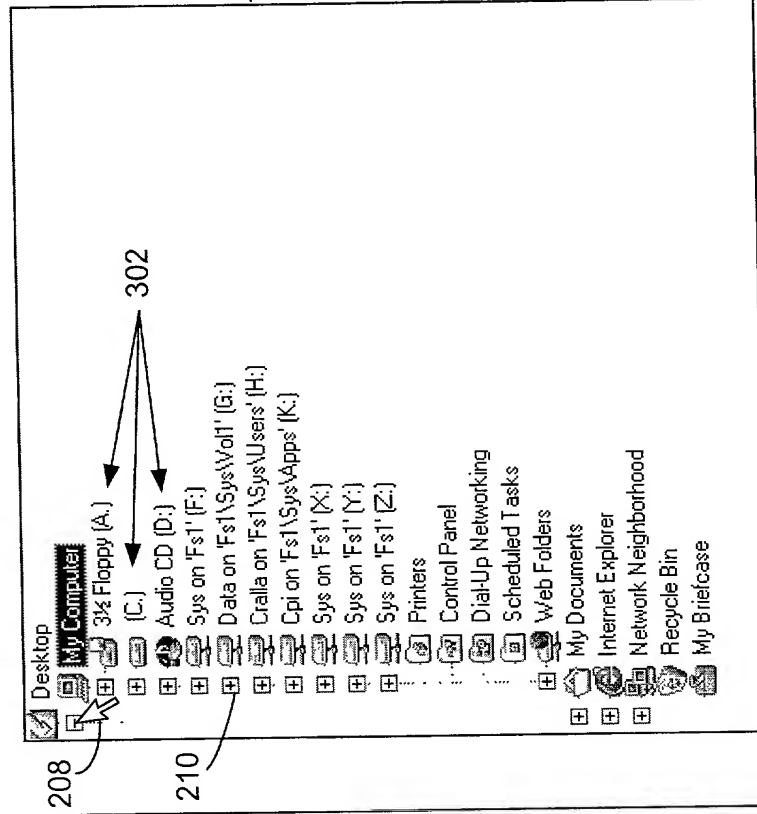 Desktop
My Computer
3½ Floppy (A.)
(C.)
Audio CD (D:)
Sys on 'Fs1' (F:)
Data on 'Fs1\Sys\Vol1' (G:)
Cralla on 'Fs1\Sys\Users' (H:)
Cpi on 'Fs1\Sys\Apps' (K:)
Sys on 'Fs1' (X:)
Sys on 'Fs1' (Y:)
Sys on 'Fs1' (Z:)
Printers
Control Panel
Dial-Up Networking
Scheduled Tasks
Web Folders
My Documents
Internet Explorer
Network Neighborhood
Recycle Bin
My Briefcase
208
210
302